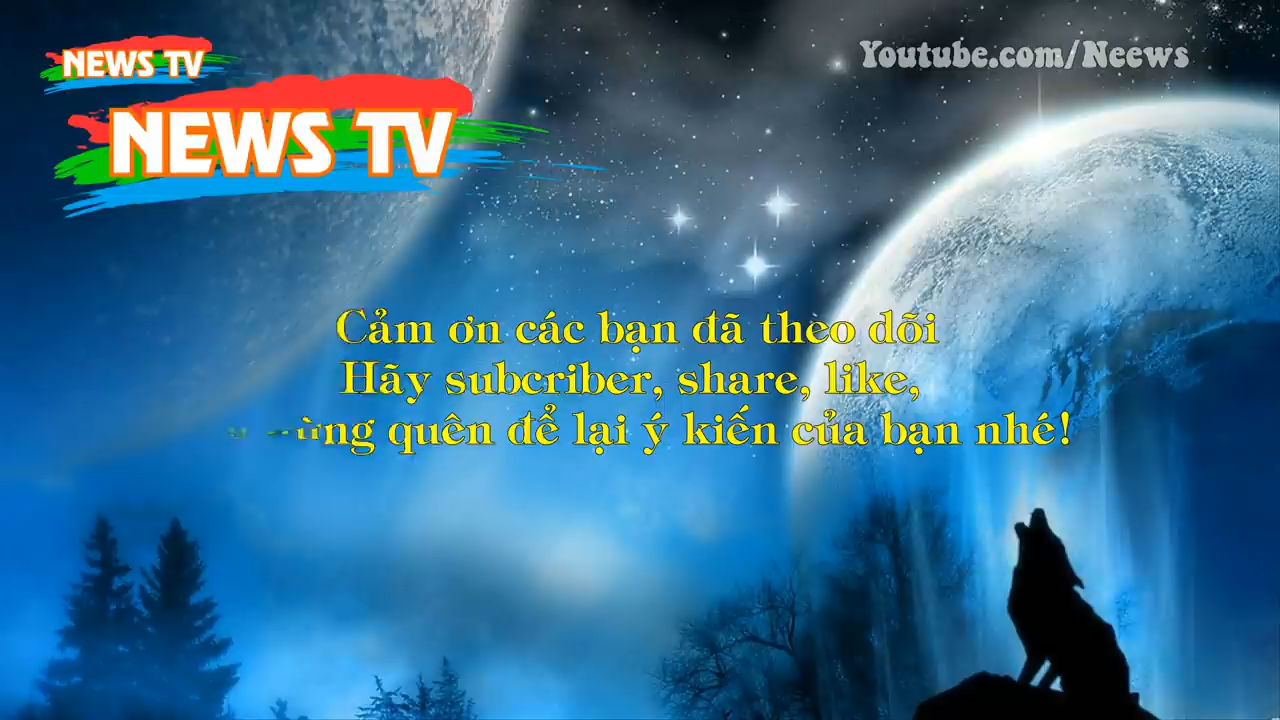 NEWS TV
NEWS TV
Youtube.com/Neews
Cảm ơn các bạn đã theo dõi
Hãy subcriber, share, like,
quên để lại ý kiến của bạn nhé!